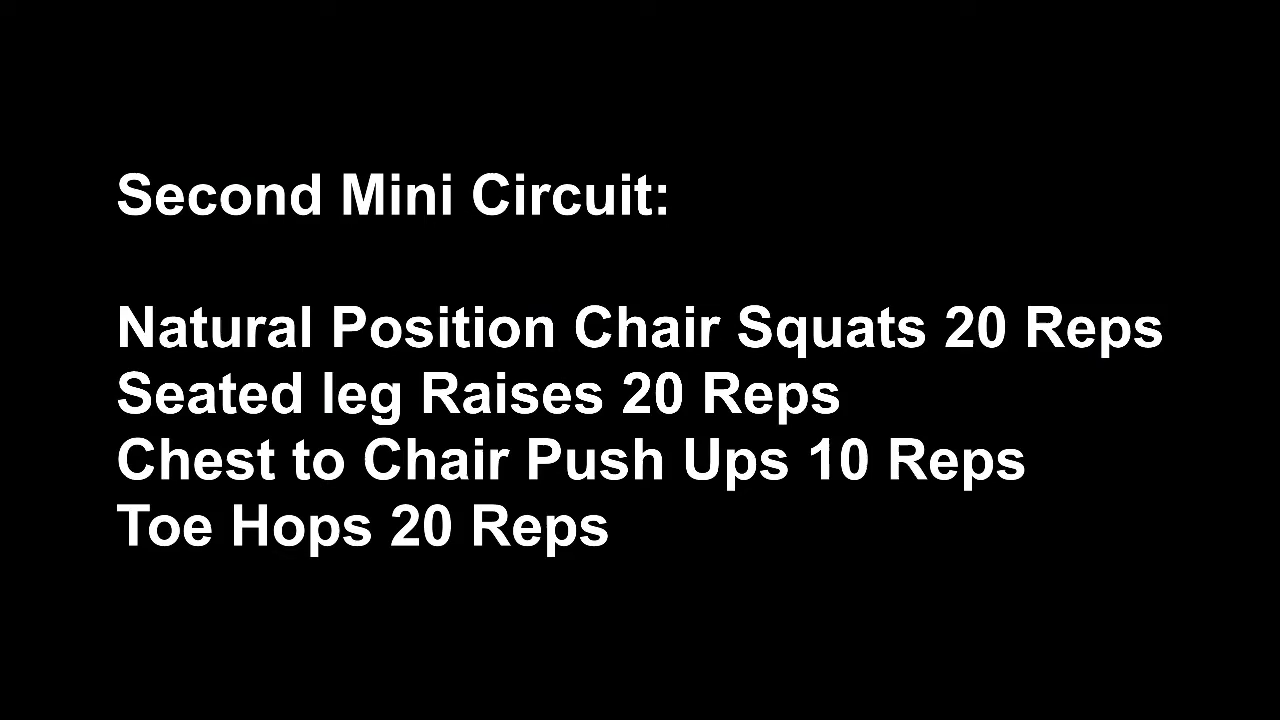 Second Mini Circuit:
Natural Position Chair Squats 20 Reps
Seated leg Raises 20 Reps
Chest to Chair Push Ups 10 Reps
Toe Hops 20 Reps